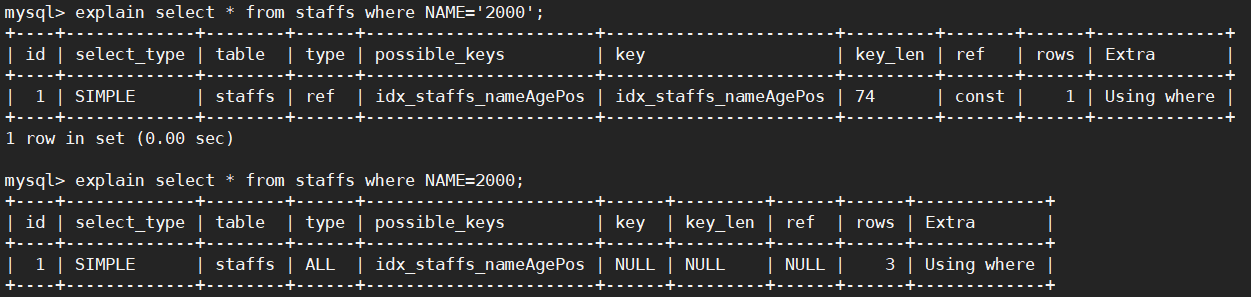 mysql> explain select * from staffs where NAME='2000';
+----+-------------+--------+------+-----------------------+-----------------------+---------+-------+------+-------------+
| id | select_type | table  | type | possible_keys         | key                   | key_len | ref   | rows | Extra       |
+----+-------------+--------+------+-----------------------+-----------------------+---------+-------+------+-------------+
|  1 | SIMPLE      | staffs | ref  | idx_staffs_nameAgePos | idx_staffs_nameAgePos | 74      | const |    1 | Using where |
+----+-------------+--------+------+-----------------------+-----------------------+---------+-------+------+-------------+
1 row in set (0.00 sec)

mysql> explain select * from staffs where NAME=2000;
+----+-------------+--------+------+-----------------------+------+---------+------+------+-------------+
| id | select_type | table  | type | possible_keys         | key  | key_len | ref  | rows | Extra       |
+----+-------------+--------+------+-----------------------+------+---------+------+------+-------------+
|  1 | SIMPLE      | staffs | ALL  | idx_staffs_nameAgePos | NULL | NULL    | NULL |    3 | Using where |
+----+-------------+--------+------+-----------------------+------+---------+------+------+-------------+